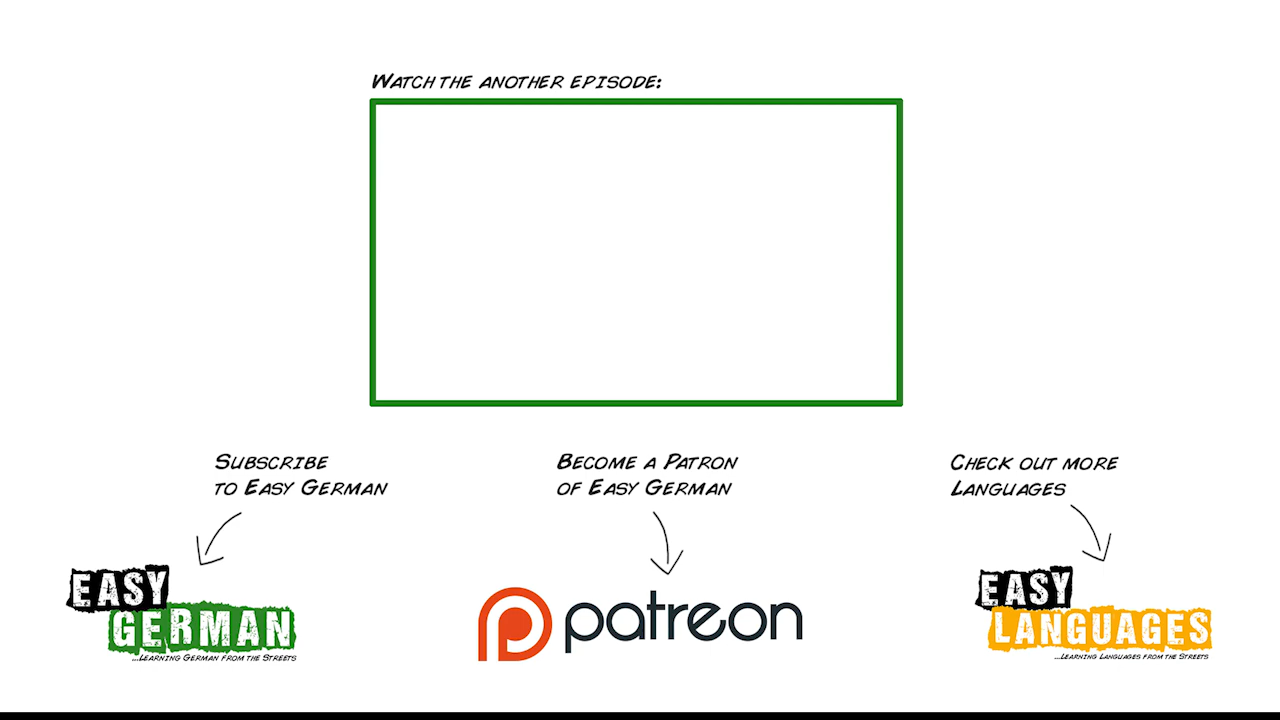 WATCH THE ANOTHER EPISODE:
SUBSCRIBE
TO EASY GERMAN
BECOME A PATRON
OF EASY GERMAN
CHECK OUT MORE
LANGUAGES
EASY
GERMAN
...LEARNING GERMAN FROM THE STREETS
patreon
EASY
LANGUAGES
...LEARNING LANGUAGES FROM THE STREETS